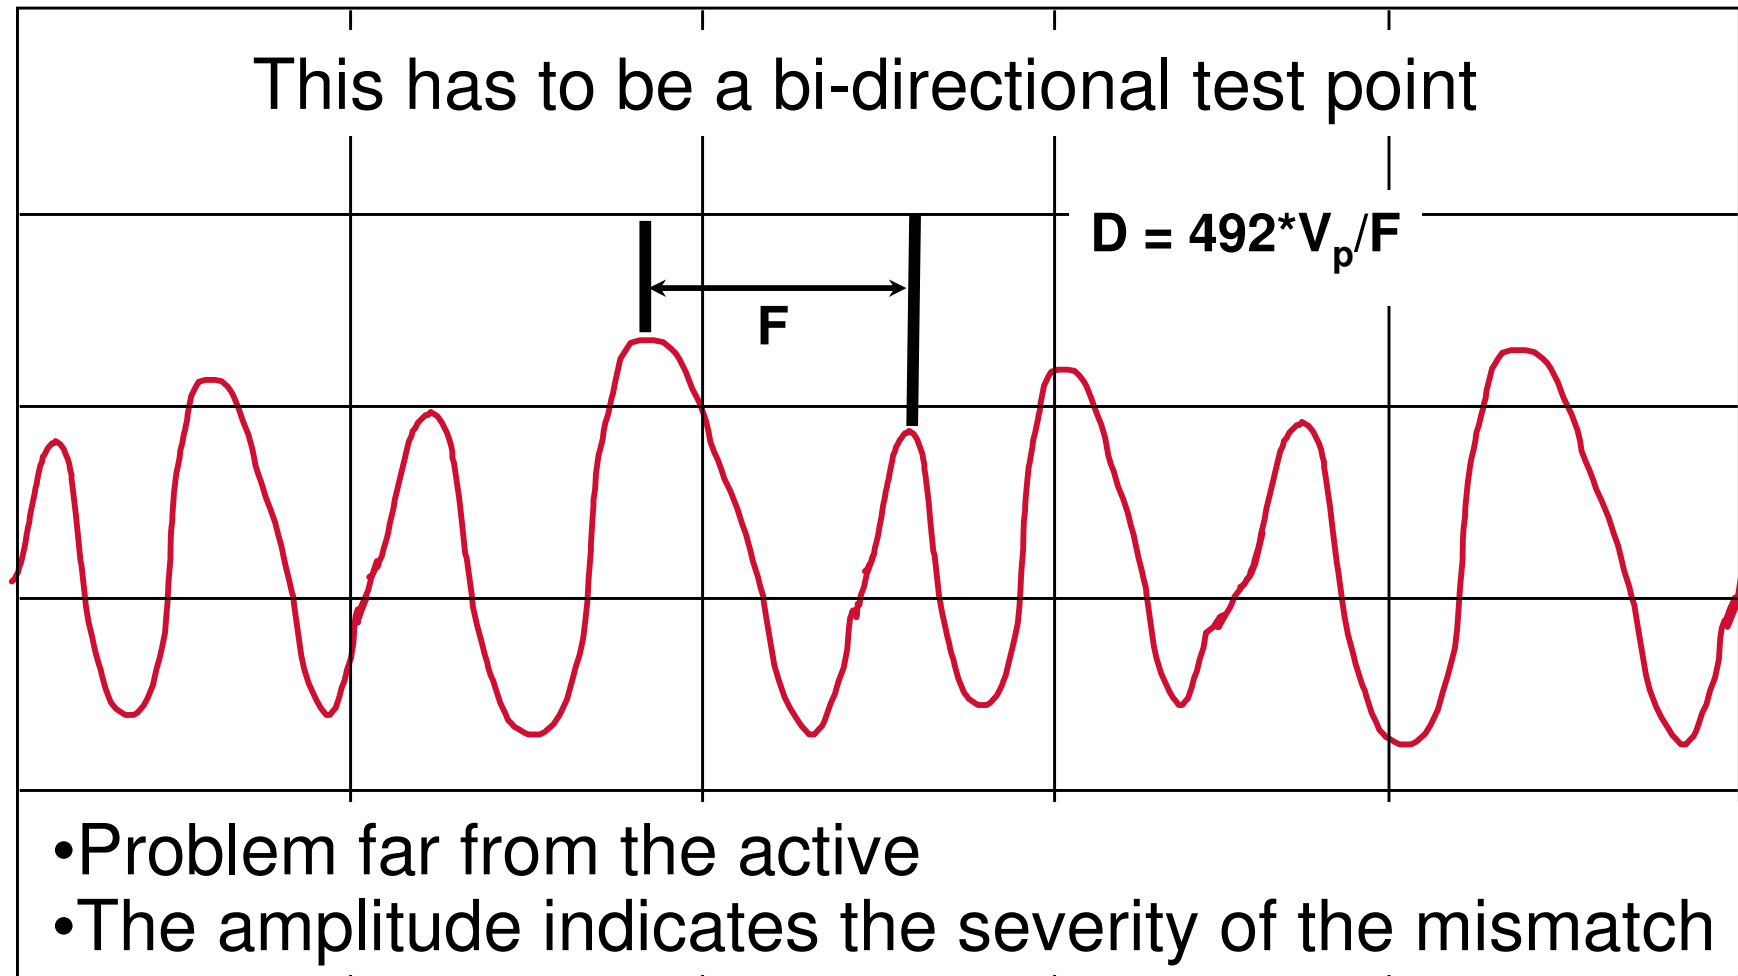 This has to be a bi-directional test point
D = 492*Vp/F
F
•Problem far from the active
•The amplitude indicates the severity of the mismatch